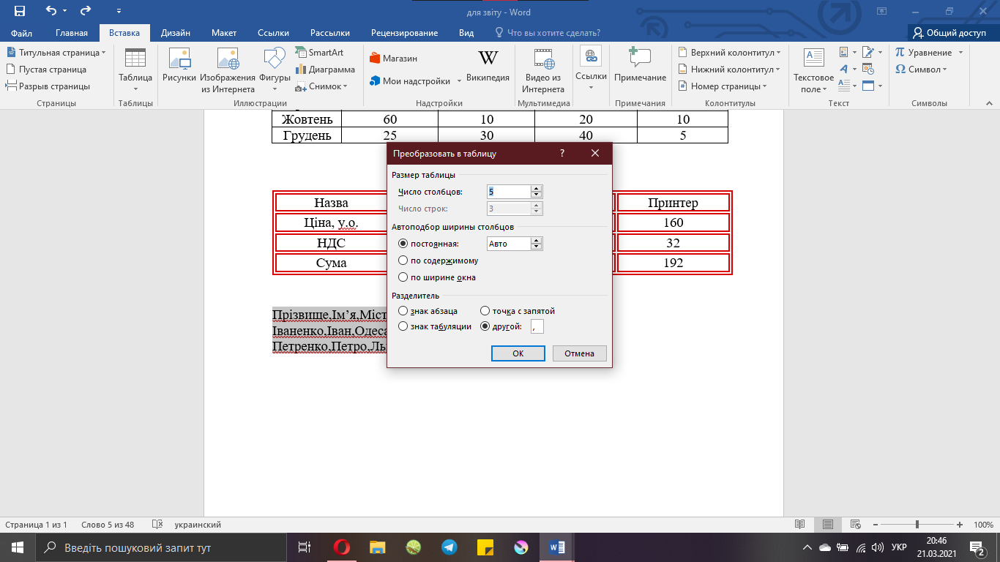 для звіту - Word
Файл Главная Вставка Дизайн Макет Ссылки Рассылки Рецензирование Вид Что вы хотите сделать? Общий доступ
Титульная страница
Пустая страница
Разрыв страницы
Страницы
Таблица
Таблицы
Рисунки
Изображения из Интернета
Фигуры
SmartArt
Диаграмма
Снимок
Иллюстрации
Магазин
Мои надстройки
Википедия
Надстройки
Видео из Интернета
Мультимедиа
Ссылки
Примечание
Примечания
Верхний колонтитул
Нижний колонтитул
Номер страницы
Колонтитулы
Текстовое поле
Текст
Уравнение
Символ
Символы
Жовтень 60 10 20 10
Грудень 25 30 40 5
Назва Принтер
Ціна, у.о. 160
НДС 32
Сума 192
Прізвище,Ім’я,Міст
Іваненко,Іван,Одеса
Петренко,Петро,Ль
Преобразовать в таблицу ?
Размер таблицы
Число столбцов: 5
Число строк: 3
Автоподбор ширины столбцов
постоянная: Авто
по содержимому
по ширине окна
Разделитель
знак абзаца точка с запятой
знак табуляции другой: ,
ОК Отмена
Страница 1 из 1 Слово 5 из 48 украинский 100%
Введіть пошуковий запит тут
УКР
20:46
21.03.2021
2